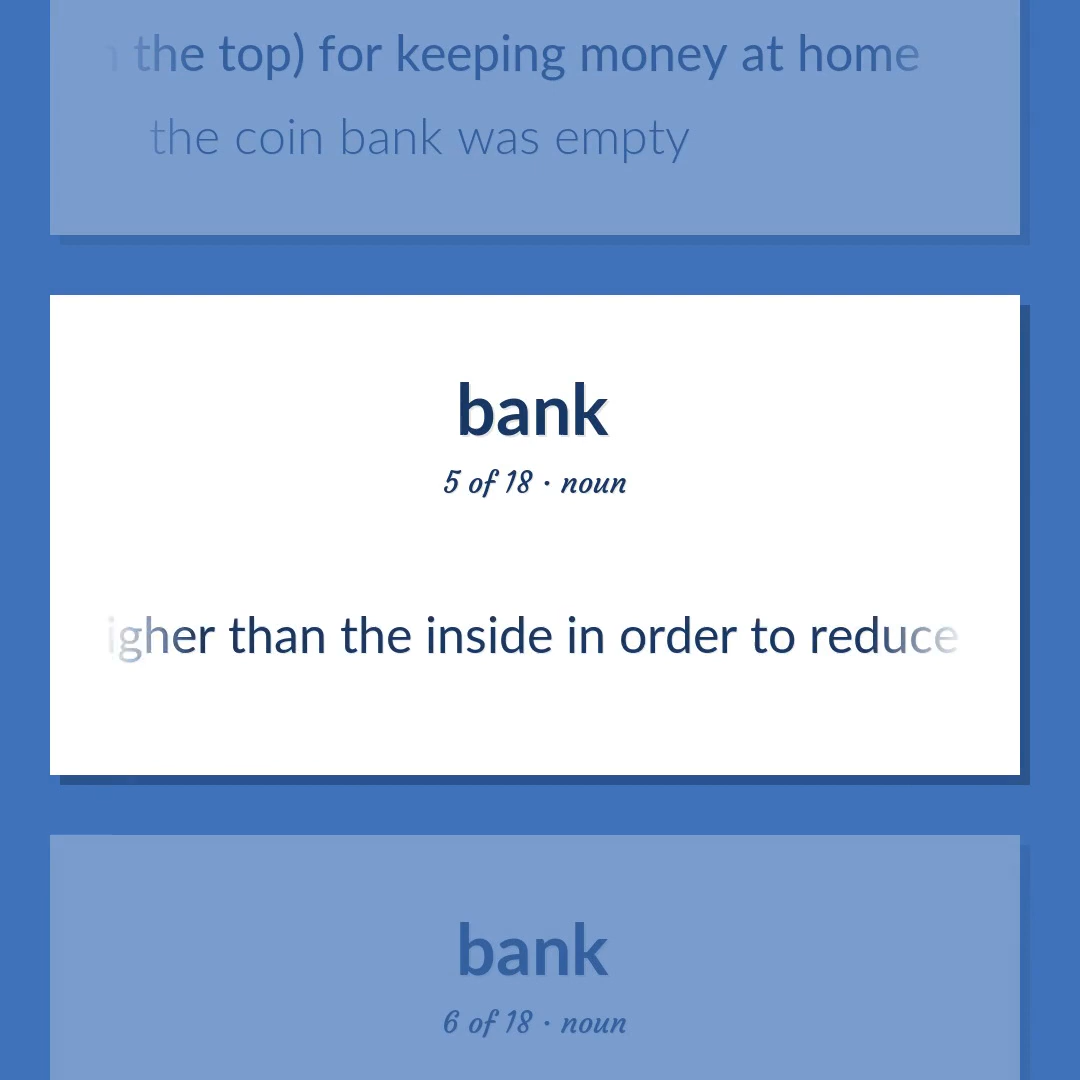 the top) for keeping money at home
the coin bank was empty
bank
5 of 18 · noun
igher than the inside in order to reduce
bank
6 of 18 · noun